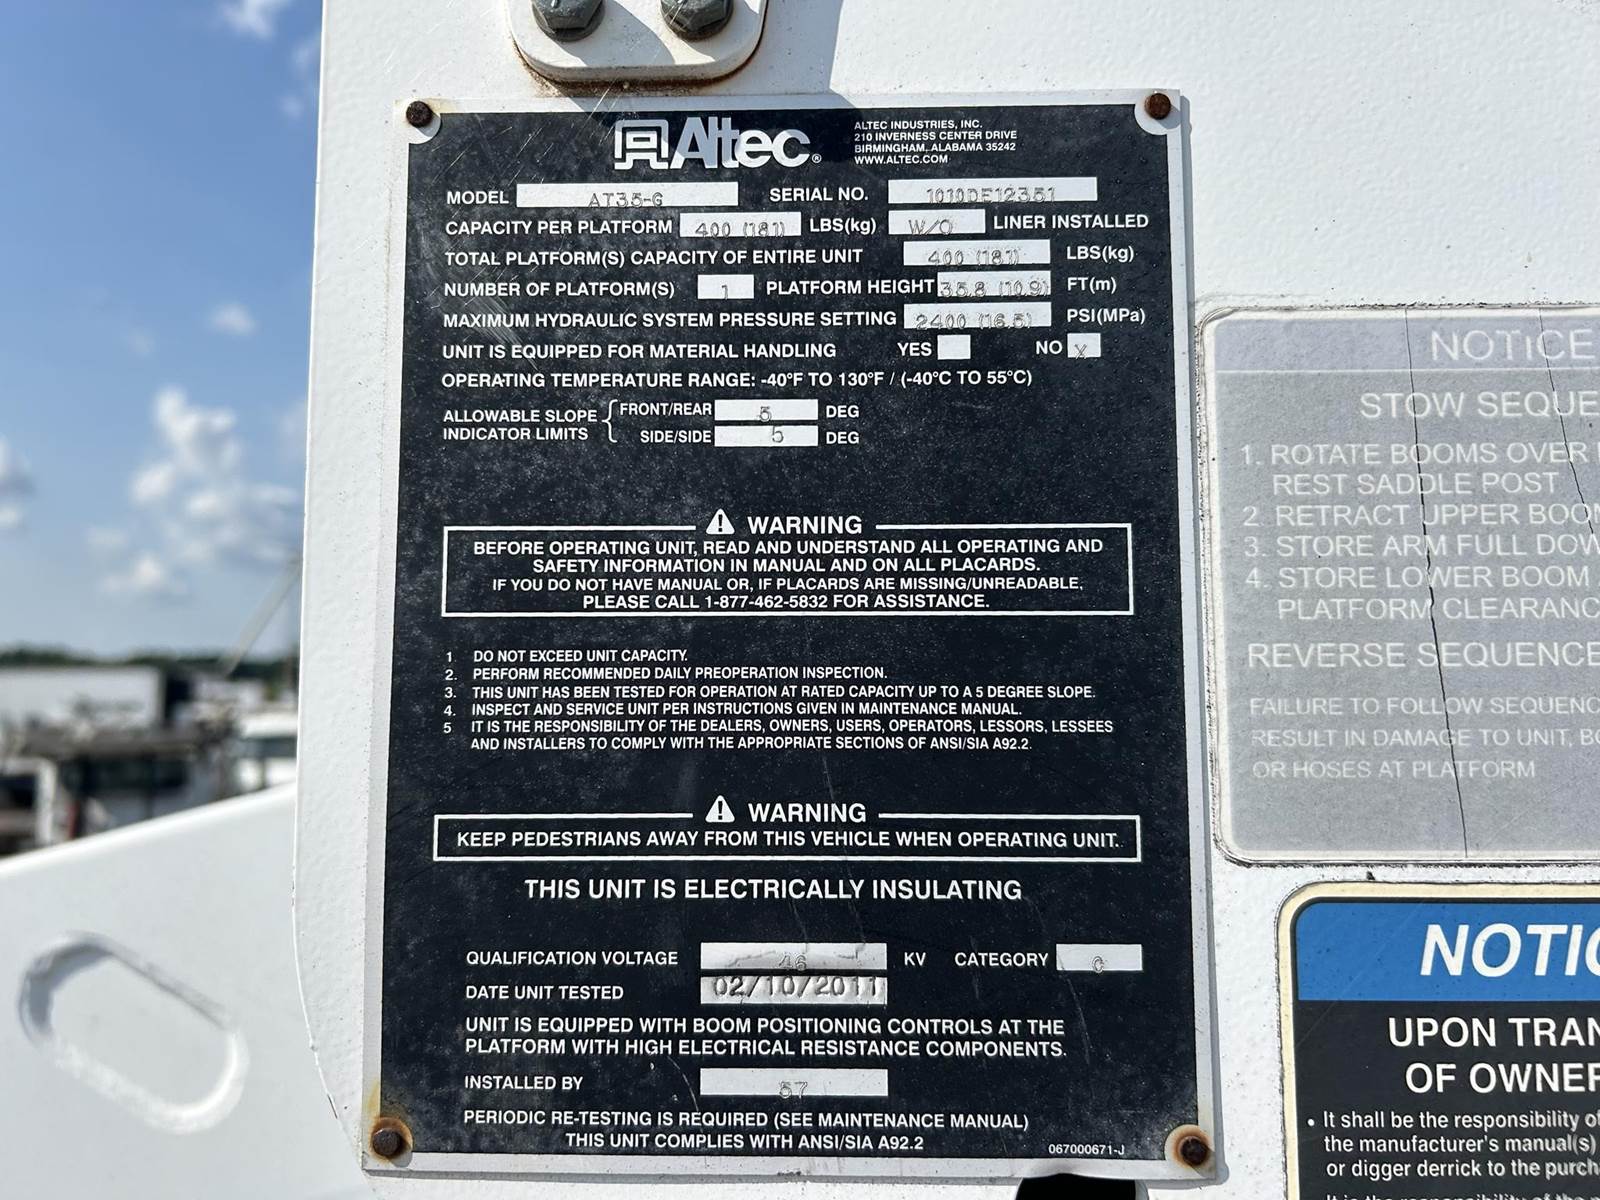 Altec®
ALTEC INDUSTRIES, INC.
210 INVERNESS CENTER DRIVE
BIRMINGHAM, ALABAMA 35242
WWW.ALTEC.COM
MODEL AT35-G SERIAL NO. 1010DE12351
CAPACITY PER PLATFORM 400 (181) LBS(kg) W/O LINER INSTALLED
TOTAL PLATFORM(S) CAPACITY OF ENTIRE UNIT 400 (181) LBS(kg)
NUMBER OF PLATFORM(S) 1 PLATFORM HEIGHT 35.8 (10.9) FT(m)
MAXIMUM HYDRAULIC SYSTEM PRESSURE SETTING 2400 (16.5) PSI(MPa)
UNIT IS EQUIPPED FOR MATERIAL HANDLING YES NO X
OPERATING TEMPERATURE RANGE: -40°F TO 130°F / (-40°C TO 55°C)
ALLOWABLE SLOPE INDICATOR LIMITS { FRONT/REAR 5 DEG
SIDE/SIDE 5 DEG
WARNING
BEFORE OPERATING UNIT, READ AND UNDERSTAND ALL OPERATING AND
SAFETY INFORMATION IN MANUAL AND ON ALL PLACARDS.
IF YOU DO NOT HAVE MANUAL OR, IF PLACARDS ARE MISSING/UNREADABLE,
PLEASE CALL 1-877-462-5832 FOR ASSISTANCE.
1 DO NOT EXCEED UNIT CAPACITY.
2. PERFORM RECOMMENDED DAILY PREOPERATION INSPECTION.
3. THIS UNIT HAS BEEN TESTED FOR OPERATION AT RATED CAPACITY UP TO A 5 DEGREE SLOPE.
4. INSPECT AND SERVICE UNIT PER INSTRUCTIONS GIVEN IN MAINTENANCE MANUAL.
5 IT IS THE RESPONSIBILITY OF THE DEALERS, OWNERS, USERS, OPERATORS, LESSORS, LESSEES
AND INSTALLERS TO COMPLY WITH THE APPROPRIATE SECTIONS OF ANSI/SIA A92.2.
WARNING
KEEP PEDESTRIANS AWAY FROM THIS VEHICLE WHEN OPERATING UNIT.
THIS UNIT IS ELECTRICALLY INSULATING
QUALIFICATION VOLTAGE 46 KV CATEGORY C
DATE UNIT TESTED 02/10/2011
UNIT IS EQUIPPED WITH BOOM POSITIONING CONTROLS AT THE
PLATFORM WITH HIGH ELECTRICAL RESISTANCE COMPONENTS.
INSTALLED BY 57
PERIODIC RE-TESTING IS REQUIRED (SEE MAINTENANCE MANUAL)
THIS UNIT COMPLIES WITH ANSI/SIA A92.2
067000671-J
NOTICE
STOW SEQUE
1. ROTATE BOOMS OVER
REST SADDLE POST
2. RETRACT UPPER BOOM
3. STORE ARM FULL DOW
4. STORE LOWER BOOM
PLATFORM CLEARANC
REVERSE SEQUENCE
FAILURE TO FOLLOW SEQUENC
RESULT IN DAMAGE TO UNIT, BO
OR HOSES AT PLATFORM
NOTIC
UPON TRAN
OF OWNER
• It shall be the responsibility of
the manufacturer's manual(s)
or digger derrick to the purch